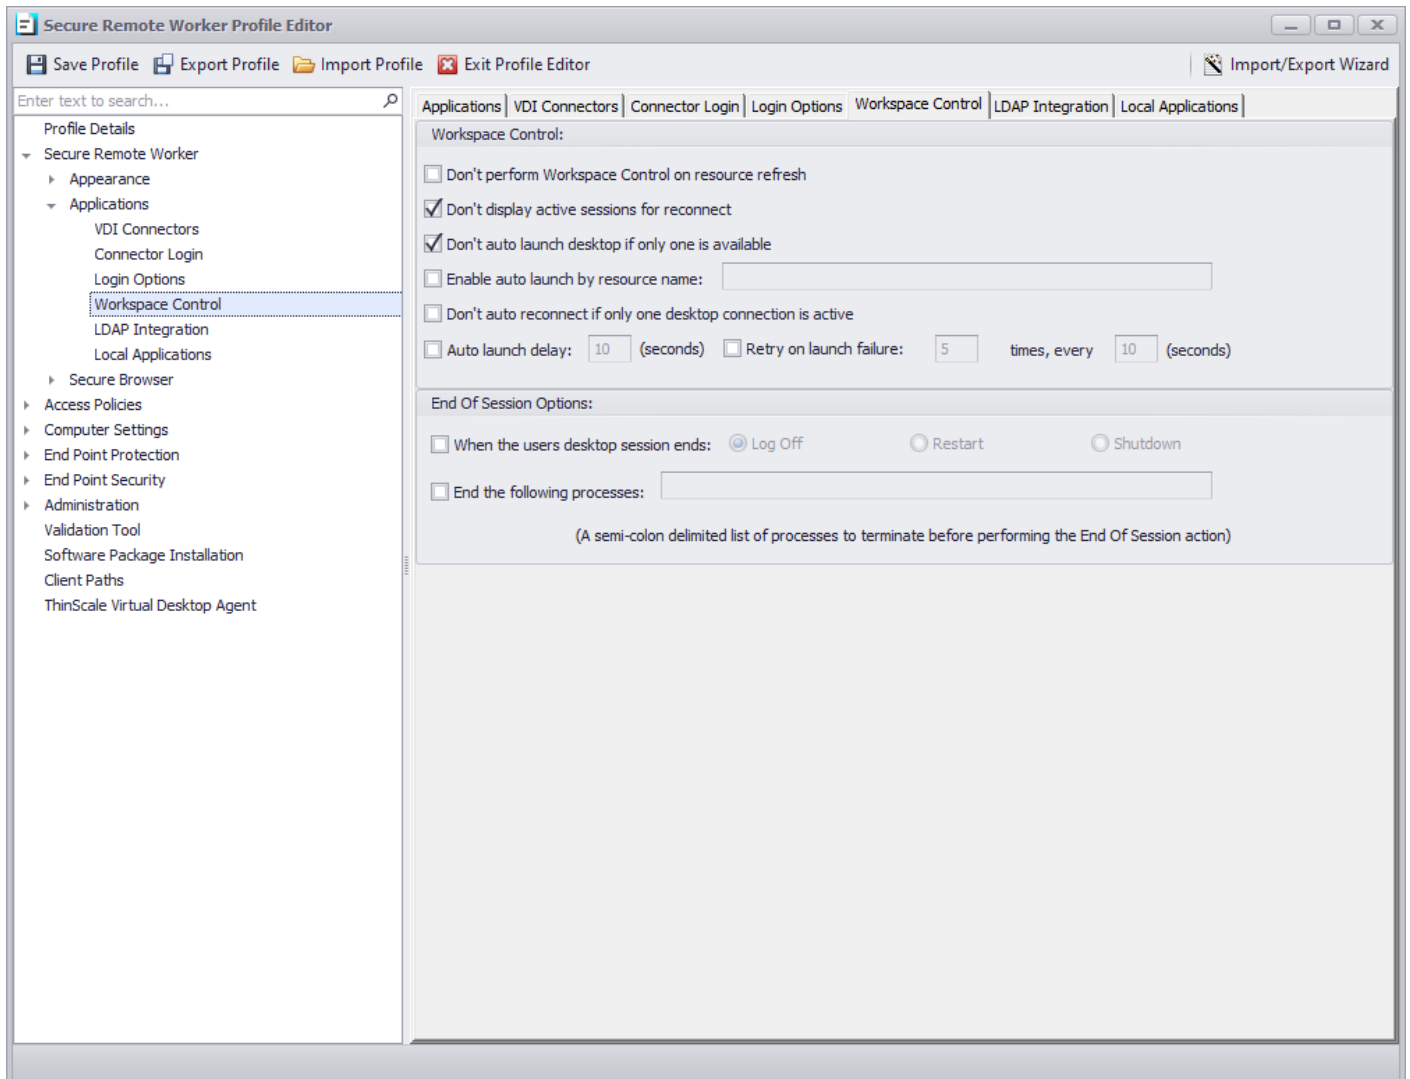 Secure Remote Worker Profile Editor
Save Profile Export Profile Import Profile Exit Profile Editor Import/Export Wizard
Enter text to search...
Profile Details
Secure Remote Worker
Appearance
Applications
VDI Connectors
Connector Login
Login Options
Workspace Control
LDAP Integration
Local Applications
Secure Browser
Access Policies
Computer Settings
End Point Protection
End Point Security
Administration
Validation Tool
Software Package Installation
Client Paths
ThinScale Virtual Desktop Agent
Applications VDI Connectors Connector Login Login Options Workspace Control LDAP Integration Local Applications
Workspace Control:
Don't perform Workspace Control on resource refresh
Don't display active sessions for reconnect
Don't auto launch desktop if only one is available
Enable auto launch by resource name:
Don't auto reconnect if only one desktop connection is active
Auto launch delay: 10 (seconds) Retry on launch failure: 5 times, every 10 (seconds)
End Of Session Options:
When the users desktop session ends: Log Off Restart Shutdown
End the following processes:
(A semi-colon delimited list of processes to terminate before performing the End Of Session action)